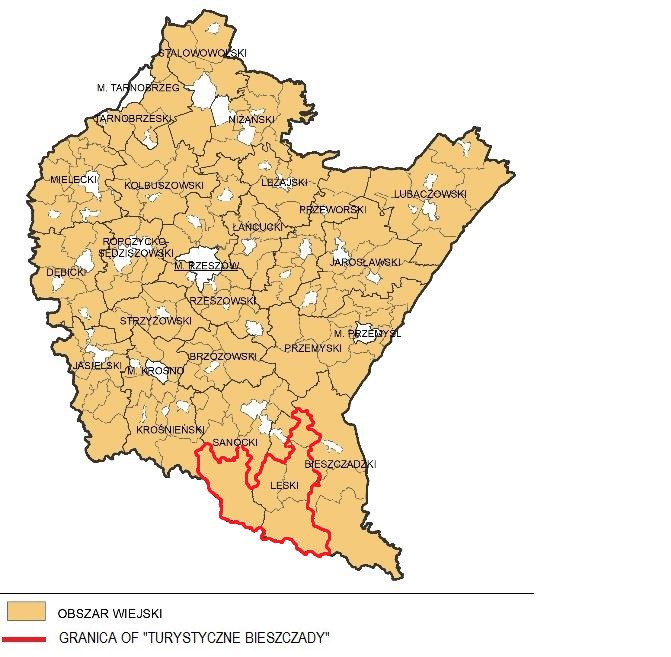 STALOWOWOLSKI
M. TARNOBRZEG
TARNOBRZESKI
NIŻAŃSKI
MIELECKI
KOLBUSZOWSKI
LEŻAJSKI
LUBACZOWSKI
PRZEWORSKI
ŁAŃCUCKI
ROPCZYCKO-
SĘDZISZOWSKI
M. RZESZÓW
JAROSŁAWSKI
DĘBICKI
RZESZOWSKI
STRZYŻOWSKI
M. PRZEMYŚL
PRZEMYSKI
BRZOZOWSKI
JASIELSKI
M. KROSNO
KROŚNIEŃSKI
SANOCKI
BIESZCZADZKI
LESKI
OBSZAR WIEJSKI
GRANICA OF "TURYSTYCZNE BIESZCZADY"